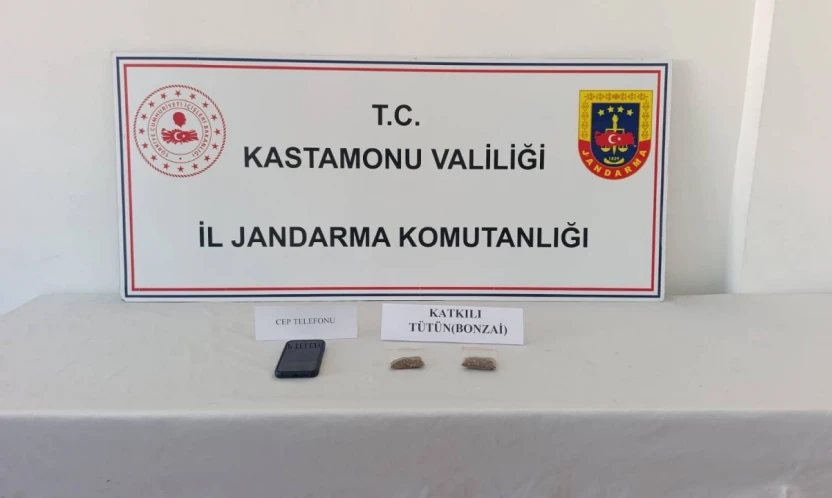 T.C.
KASTAMONU VALİLİĞİ
İL JANDARMA KOMUTANLIĞI
JANDARMA
CEP TELEFONU
KATKILI
TÜTÜN(BONZAİ)